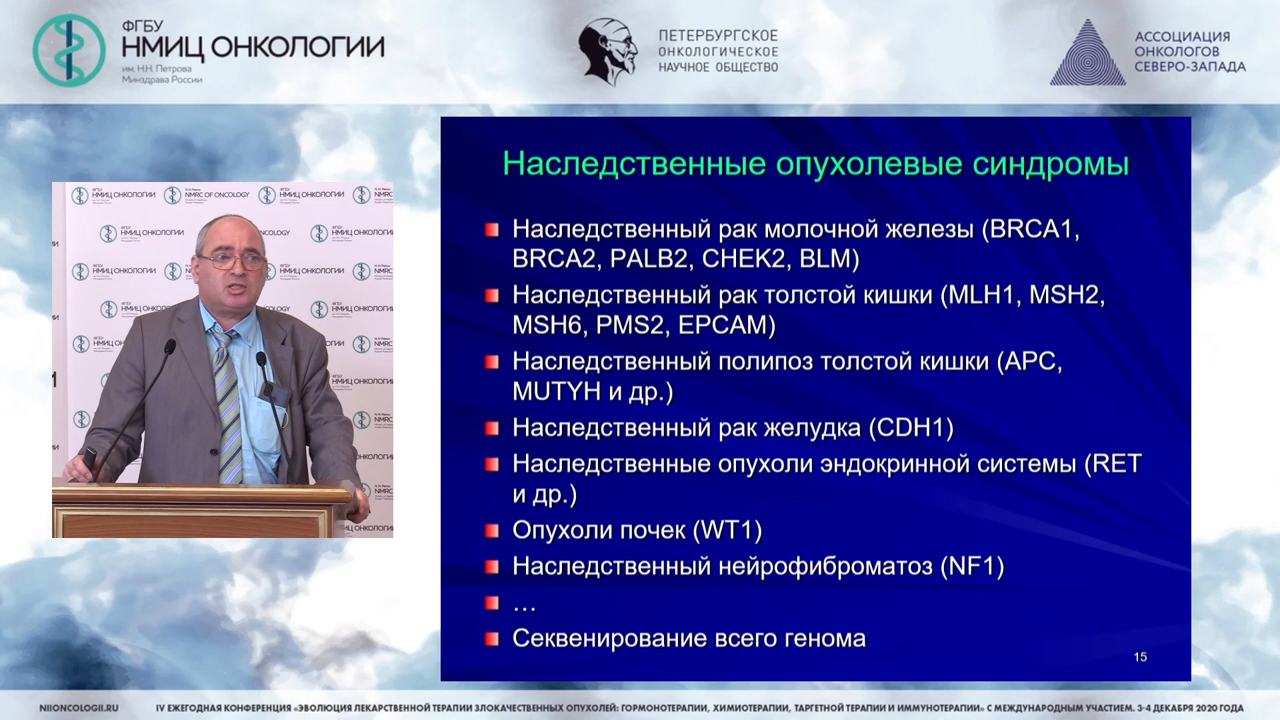 ФГБУ
НМИЦ ОНКОЛОГИИ
им. Н.Н. Петрова
Минздрава России
ПЕТЕРБУРГСКОЕ
ОНКОЛОГИЧЕСКОЕ
НАУЧНОЕ ОБЩЕСТВО
АССОЦИАЦИЯ
ОНКОЛОГОВ
СЕВЕРО-ЗАПАДА
Наследственные опухолевые синдромы
Наследственный рак молочной железы (BRCA1,
BRCA2, PALB2, CHEK2, BLM)
Наследственный рак толстой кишки (MLH1, MSH2,
MSH6, PMS2, EPCAM)
Наследственный полипоз толстой кишки (APC,
MUTYH и др.)
Наследственный рак желудка (CDH1)
Наследственные опухоли эндокринной системы (RET
и др.)
Опухоли почек (WT1)
Наследственный нейрофиброматоз (NF1)
...
Секвенирование всего генома
15
NIIONCOLOGII.RU
IV ЕЖЕГОДНАЯ КОНФЕРЕНЦИЯ «ЭВОЛЮЦИЯ ЛЕКАРСТВЕННОЙ ТЕРАПИИ ЗЛОКАЧЕСТВЕННЫХ ОПУХОЛЕЙ: ГОРМОНОТЕРАПИИ, ХИМИОТЕРАПИИ, ТАРГЕТНОЙ ТЕРАПИИ И ИММУНОТЕРАПИИ» С МЕЖДУНАРОДНЫМ УЧАСТИЕМ. 3-4 ДЕКАБРЯ 2020 ГОДА